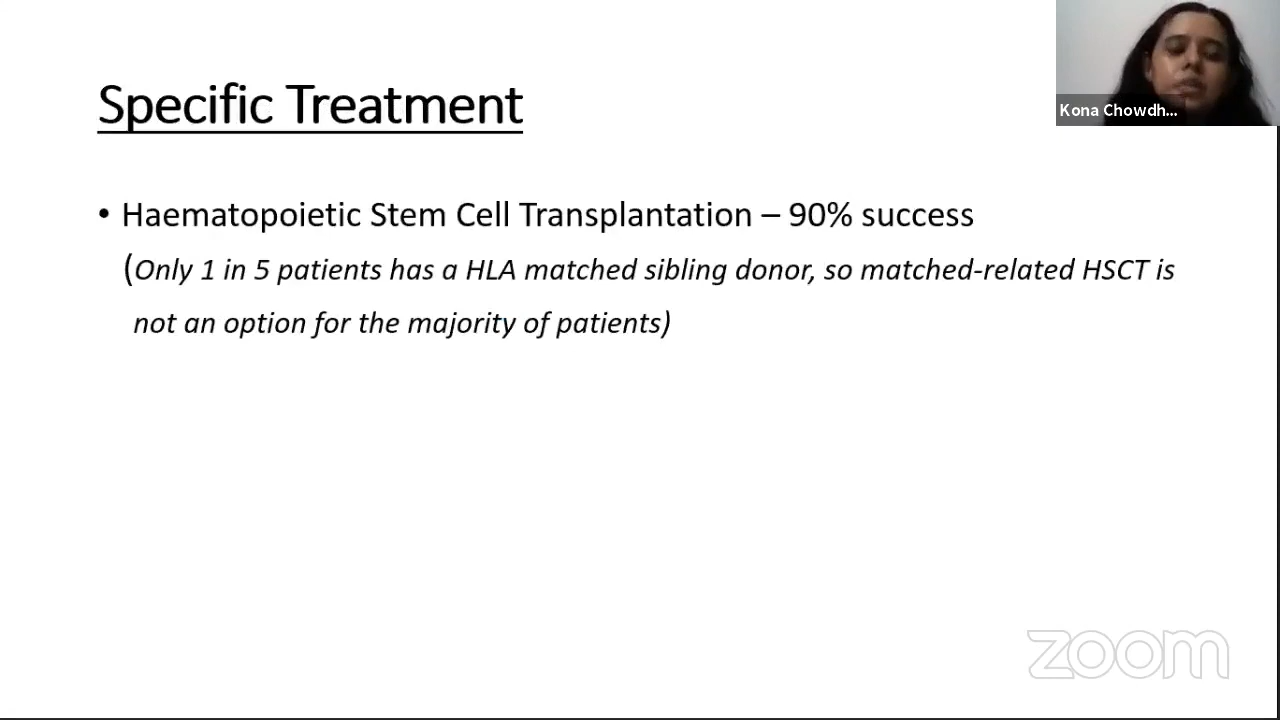 Specific Treatment
Kona Chowdh...
• Haematopoietic Stem Cell Transplantation – 90% success
(Only 1 in 5 patients has a HLA matched sibling donor, so matched-related HSCT is
not an option for the majority of patients)
zoom